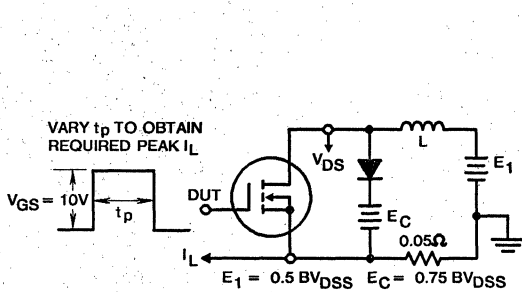 VARY tp TO OBTAIN
REQUIRED PEAK IL
VGS = 10V
tp
DUT
VDS
L
E1
EC
0.05Ω
IL
E1 = 0.5 BVDSS EC = 0.75 BVDSS